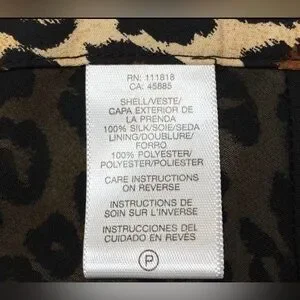 RN: 111818
CA: 45885
SHELL/VESTE/
CAPA EXTERIOR DE
LA PRENDA
100% SILK/SOIE/SEDA
LINING/DOUBLURE/
FORRO
100% POLYESTER/
POLYESTER/POLIESTER
CARE INSTRUCTIONS
ON REVERSE
INSTRUCTIONS DE
SOIN SUR L'INVERSE
INSTRUCCIONES DEL
CUIDADO EN REVÉS
P